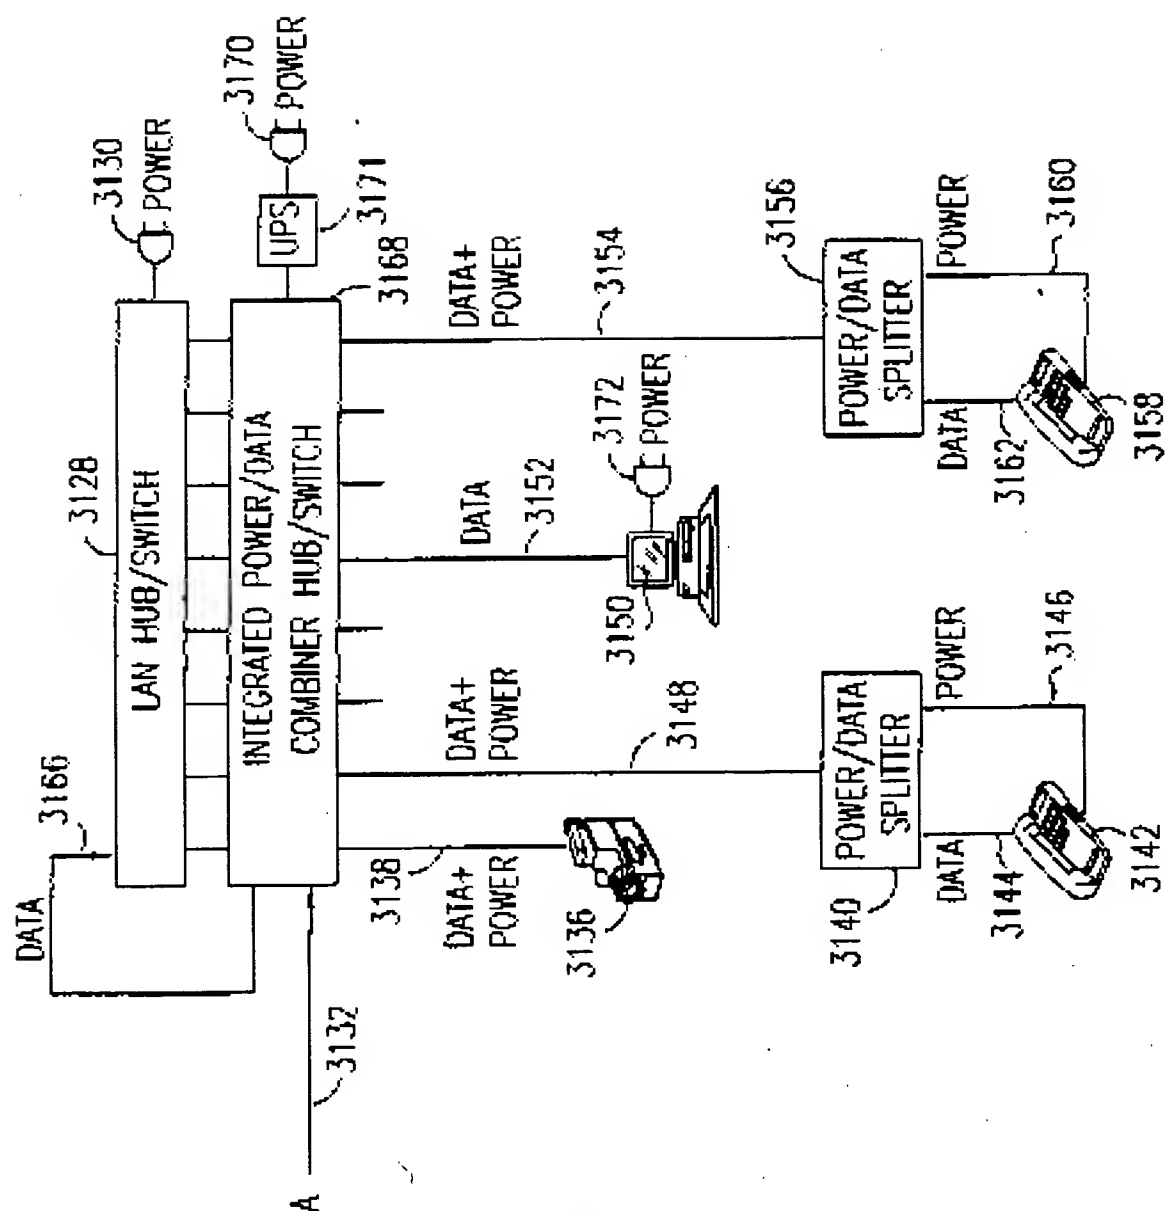 3130
POWER
3170
POWER
3128
LAN HUB/SWITCH
UPS
3171
3166
DATA
INTEGRATED POWER/DATA
COMBINER HUB/SWITCH
3168
3132
A
3138
DATA+
POWER
3136
DATA+
POWER
3148
DATA
3152
3172
POWER
3150
DATA+
POWER
3154
3140
POWER/DATA
SPLITTER
DATA
3144
POWER
3146
3142
3156
POWER/DATA
SPLITTER
DATA
3162
POWER
3160
3158